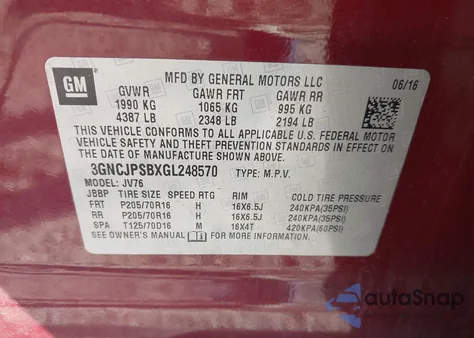 GM
MFD BY GENERAL MOTORS LLC
06/16
GVWR GAWR FRT GAWR RR
1990 KG 1065 KG 995 KG
4387 LB 2348 LB 2194 LB
THIS VEHICLE CONFORMS TO ALL APPLICABLE U.S. FEDERAL MOTOR
VEHICLE SAFETY, BUMPER, AND THEFT PREVENTION STANDARDS IN
EFFECT ON THE DATE OF MANUFACTURE SHOWN ABOVE.
3GNCJPSBXGL248570 TYPE: M.P.V.
MODEL: JV76
JBBP TIRE SIZE SPEED RTG RIM COLD TIRE PRESSURE
FRT P205/70R16 H 16X6.5J 240KPA(35PSI)
RR P205/70R16 H 16X6.5J 240KPA(35PSI)
SPA T125/70D16 M 16X4T 420KPA(60PSI)
SEE OWNER'S MANUAL FOR MORE INFORMATION.
autoSnap